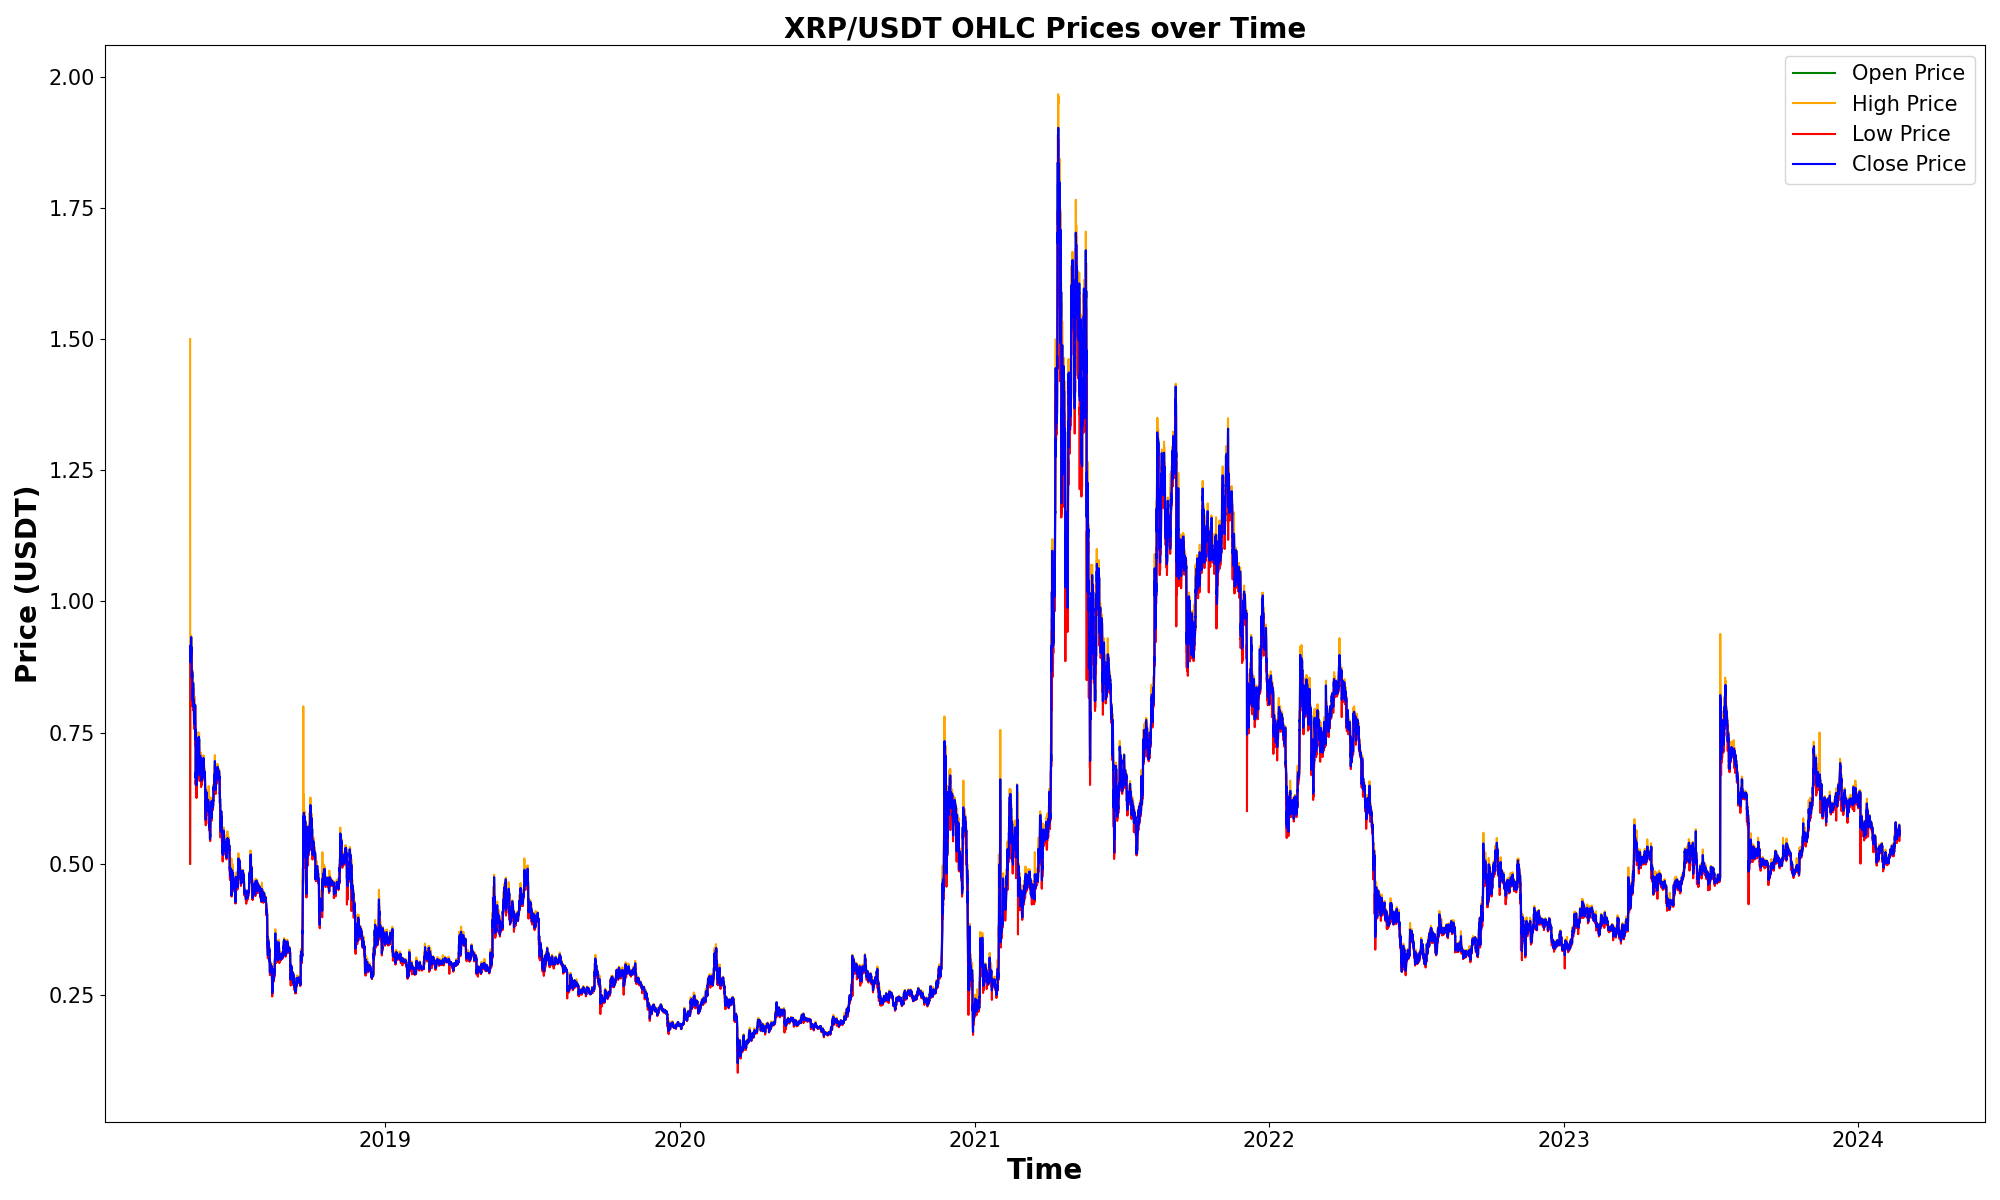 XRP/USDT OHLC Prices over Time
Open Price
High Price
Low Price
Close Price
2.00
1.75
1.50
1.25
1.00
0.75
0.50
0.25
Price (USDT)
2019 2020 2021 2022 2023 2024
Time